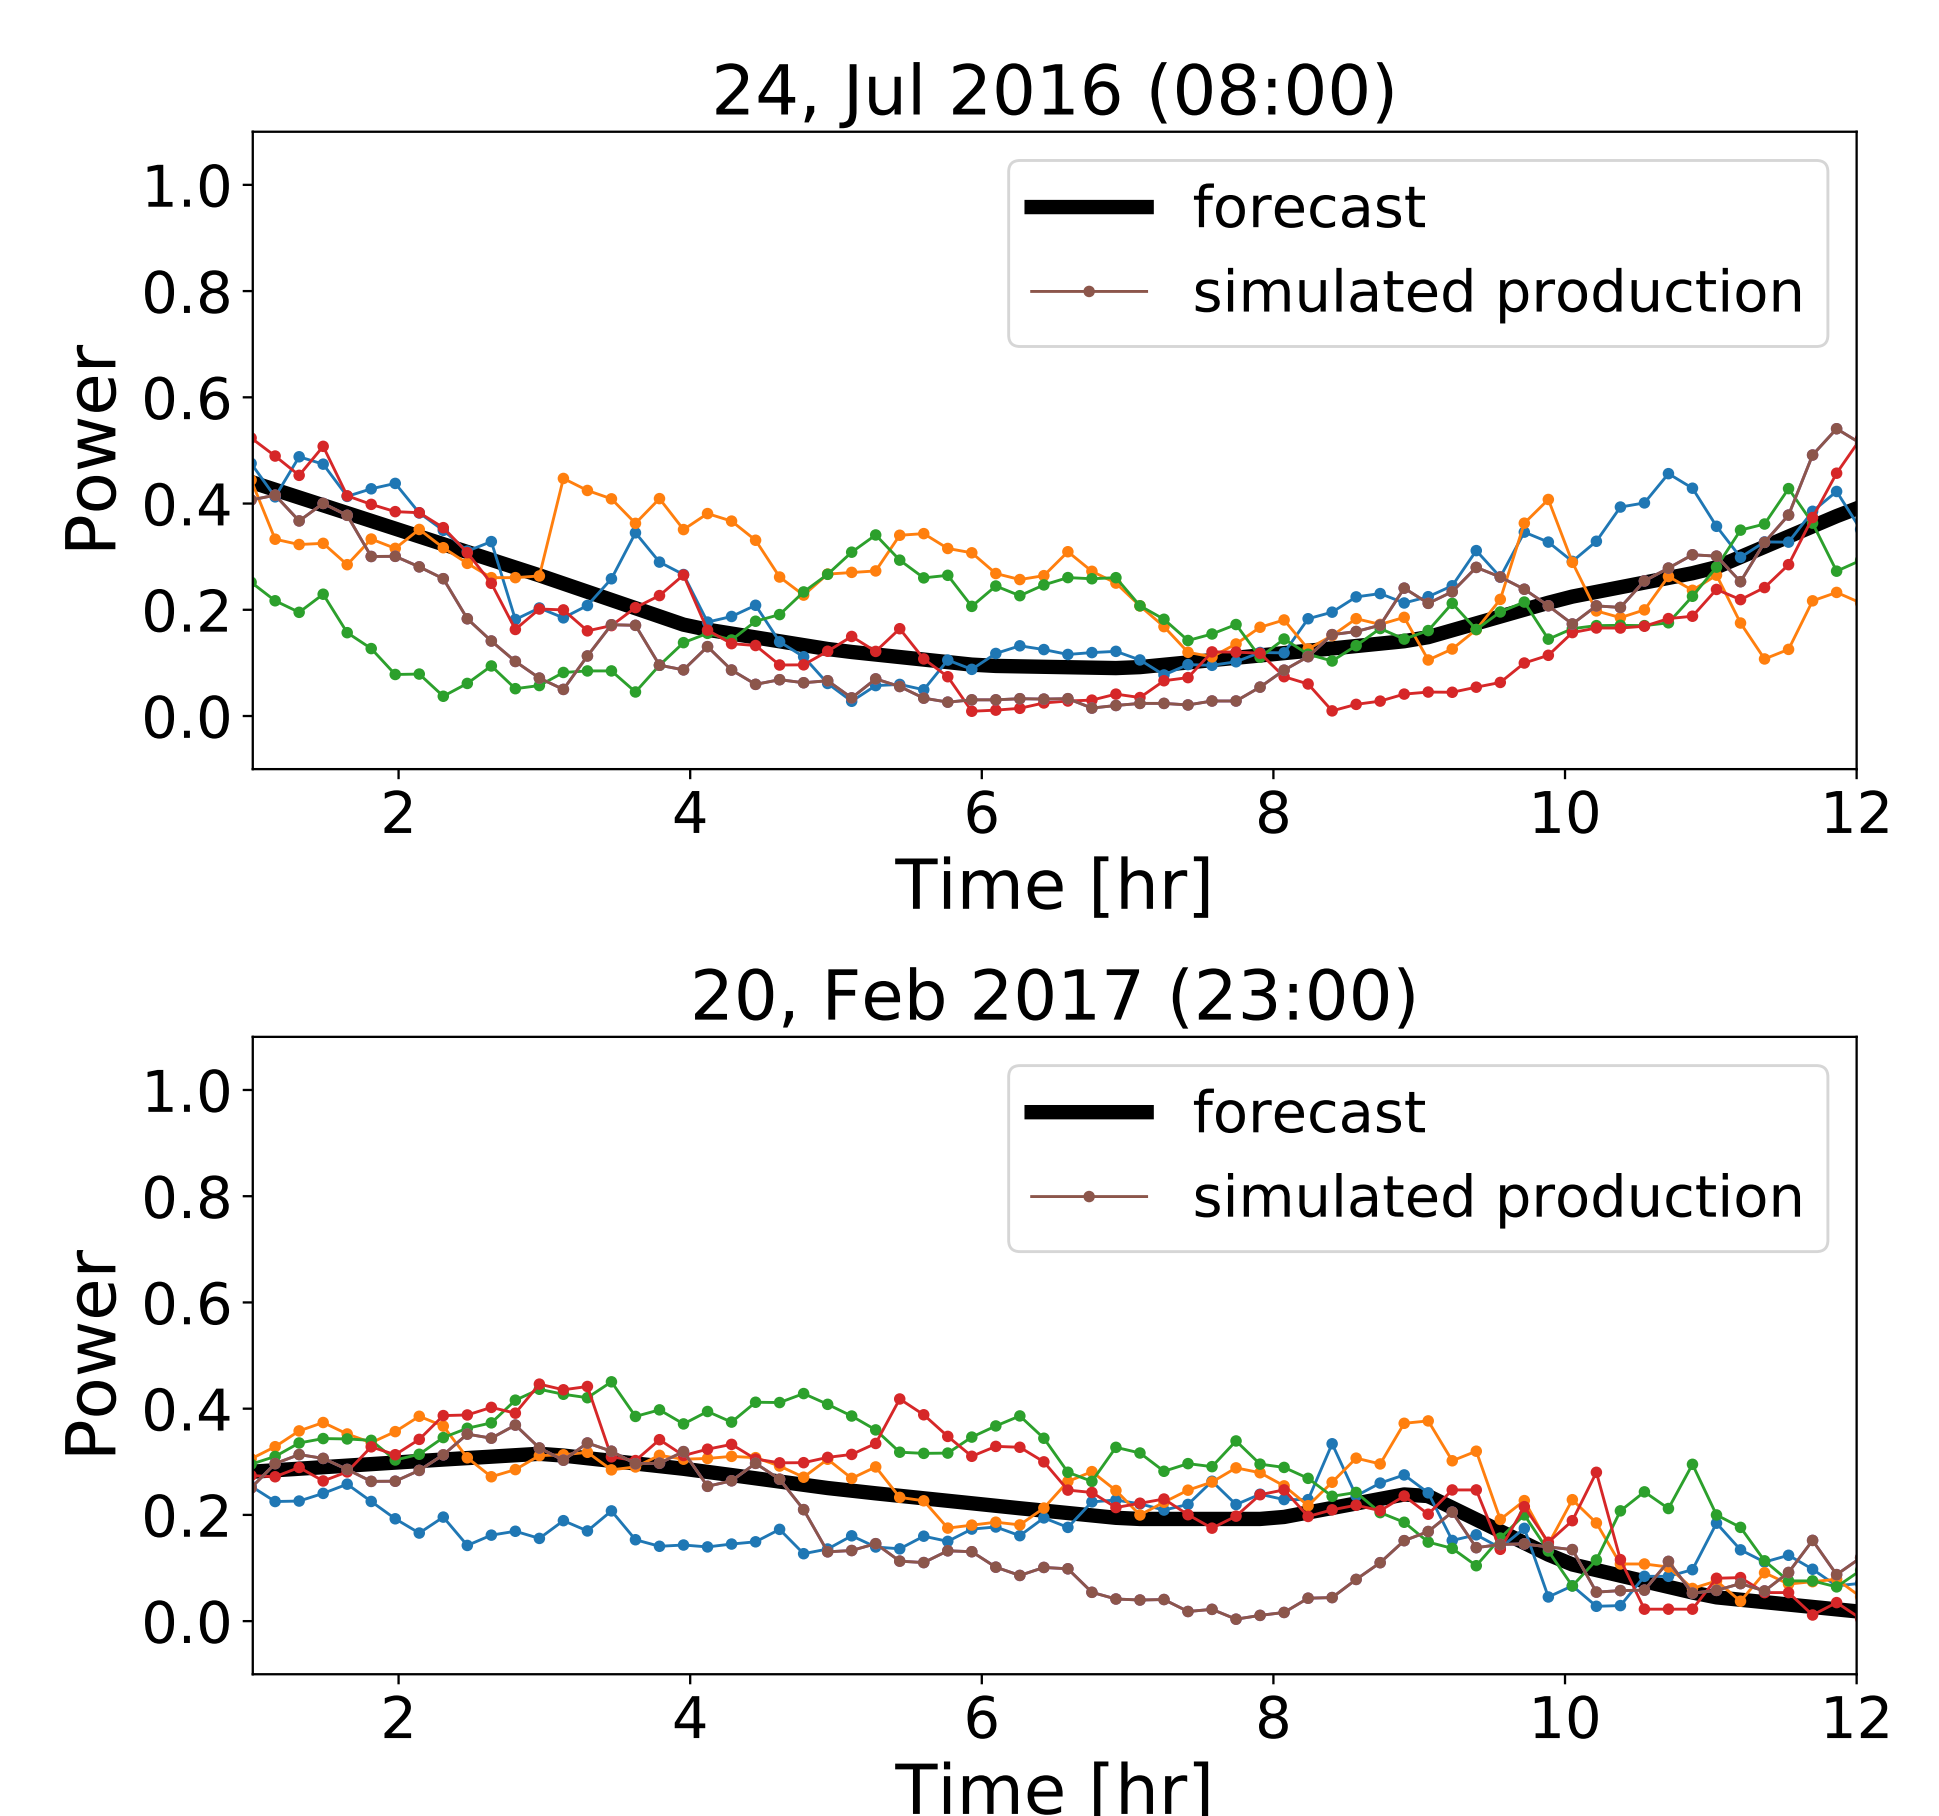 24, Jul 2016 (08:00)
1.0
0.8
0.6
0.4
0.2
0.0
Power
forecast
simulated production
2 4 6 8 10 12
Time [hr]
20, Feb 2017 (23:00)
1.0
0.8
0.6
0.4
0.2
0.0
Power
forecast
simulated production
2 4 6 8 10 12
Time [hr]